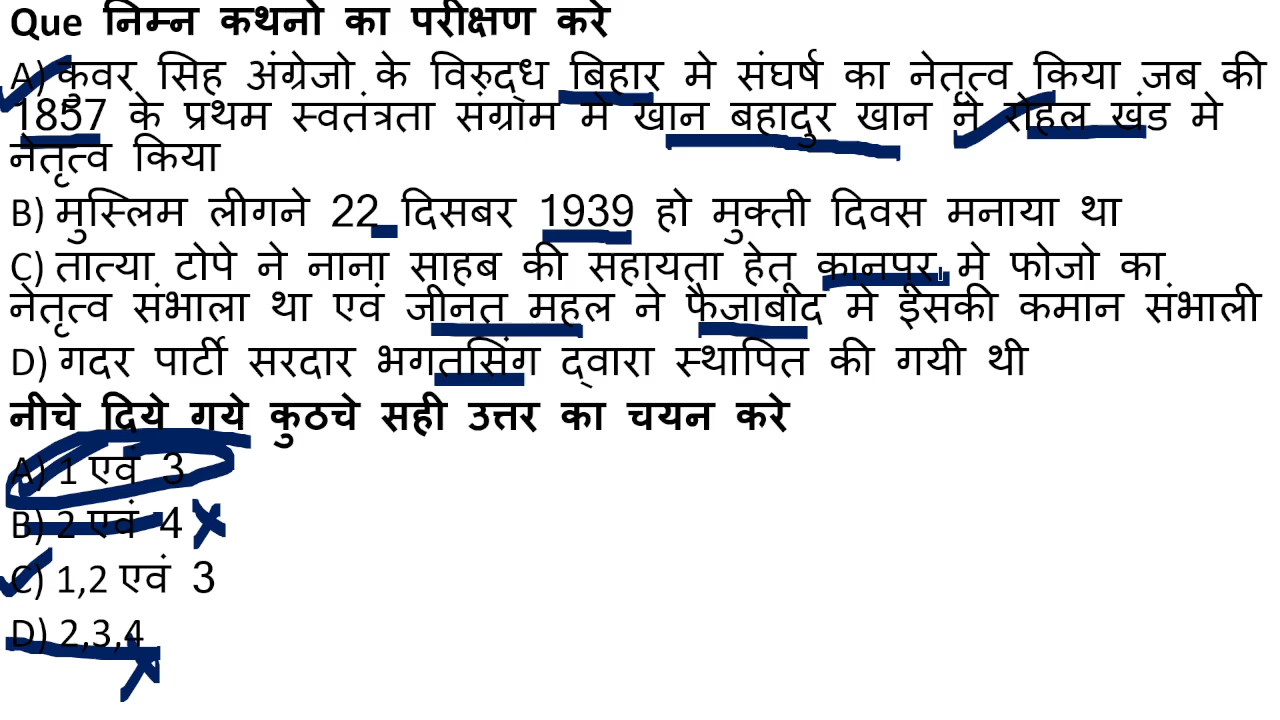 Que निम्न कथनो का परीक्षण करे
A) कुवर सिह अंग्रेजो के विरुद्ध बिहार मे संघर्ष का नेतृत्व किया जब की
1857 के प्रथम स्वतंत्रता संग्राम मे खान बहादुर खान ने रोहल खंड मे
नेतृत्व किया
B) मुस्लिम लीगने 22 दिसबर 1939 हो मुक्ती दिवस मनाया था
C) तात्या टोपे ने नाना साहब की सहायता हेतु कानपुर मे फोजो का
नेतृत्व संभाला था एवं जीनत महल ने फैजाबाद मे ईसकी कमान संभाली
D) गदर पार्टी सरदार भगतसिंग द्वारा स्थापित की गयी थी
नीचे दिये गये कुठचे सही उत्तर का चयन करे
A) 1 एवं 3
B) 2 एवं 4
C) 1,2 एवं 3
D) 2,3,4